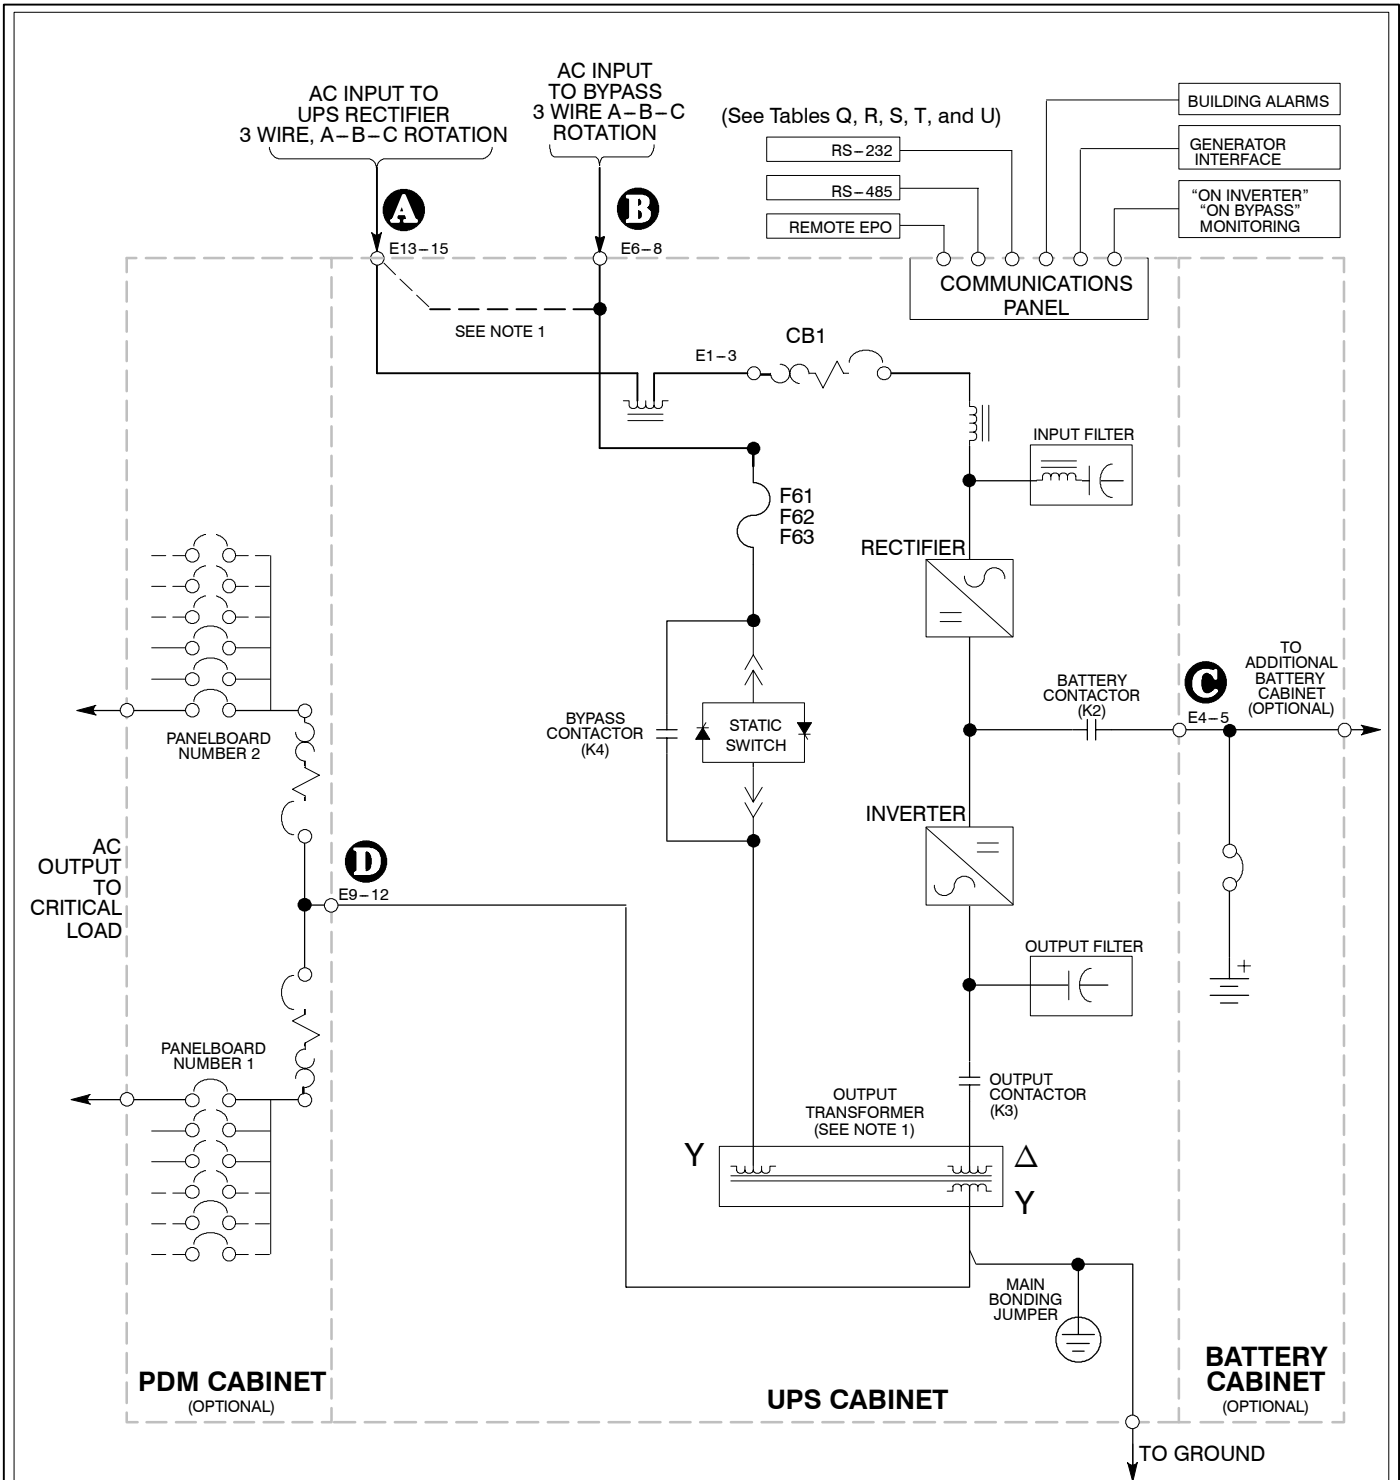 AC INPUT TO
UPS RECTIFIER
3 WIRE, A–B–C ROTATION
AC INPUT
TO BYPASS
3 WIRE A–B–C
ROTATION
(See Tables Q, R, S, T, and U)
RS–232
RS–485
REMOTE EPO
BUILDING ALARMS
GENERATOR
INTERFACE
“ON INVERTER”
“ON BYPASS”
MONITORING
COMMUNICATIONS
PANEL
A
E13–15
B
E6–8
SEE NOTE 1
E1–3
CB1
INPUT FILTER
F61
F62
F63
RECTIFIER
BATTERY
CONTACTOR
(K2)
C
E4–5
TO
ADDITIONAL
BATTERY
CABINET
(OPTIONAL)
BYPASS
CONTACTOR
(K4)
STATIC
SWITCH
PANELBOARD
NUMBER 2
INVERTER
AC
OUTPUT
TO
CRITICAL
LOAD
D
E9–12
OUTPUT FILTER
+
PANELBOARD
NUMBER 1
OUTPUT
CONTACTOR
(K3)
OUTPUT
TRANSFORMER
(SEE NOTE 1)
Y
Δ
Y
MAIN
BONDING
JUMPER
PDM CABINET
(OPTIONAL)
UPS CABINET
BATTERY
CABINET
(OPTIONAL)
TO GROUND